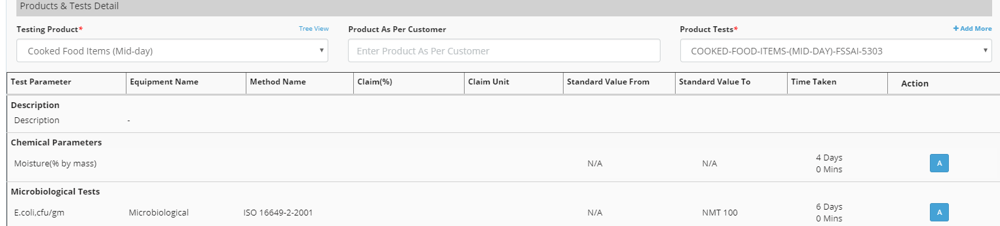 Products & Tests Detail
Testing Product* Tree View Product As Per Customer Product Tests* + Add More
Cooked Food Items (Mid-day) Enter Product As Per Customer COOKED-FOOD-ITEMS-(MID-DAY)-FSSAI-5303
Test Parameter Equipment Name Method Name Claim(%) Claim Unit Standard Value From Standard Value To Time Taken Action
Description
Description -
Chemical Parameters
Moisture(% by mass) N/A N/A 4 Days 0 Mins A
Microbiological Tests
E.coli,cfu/gm Microbiological ISO 16649-2-2001 N/A NMT 100 6 Days 0 Mins A